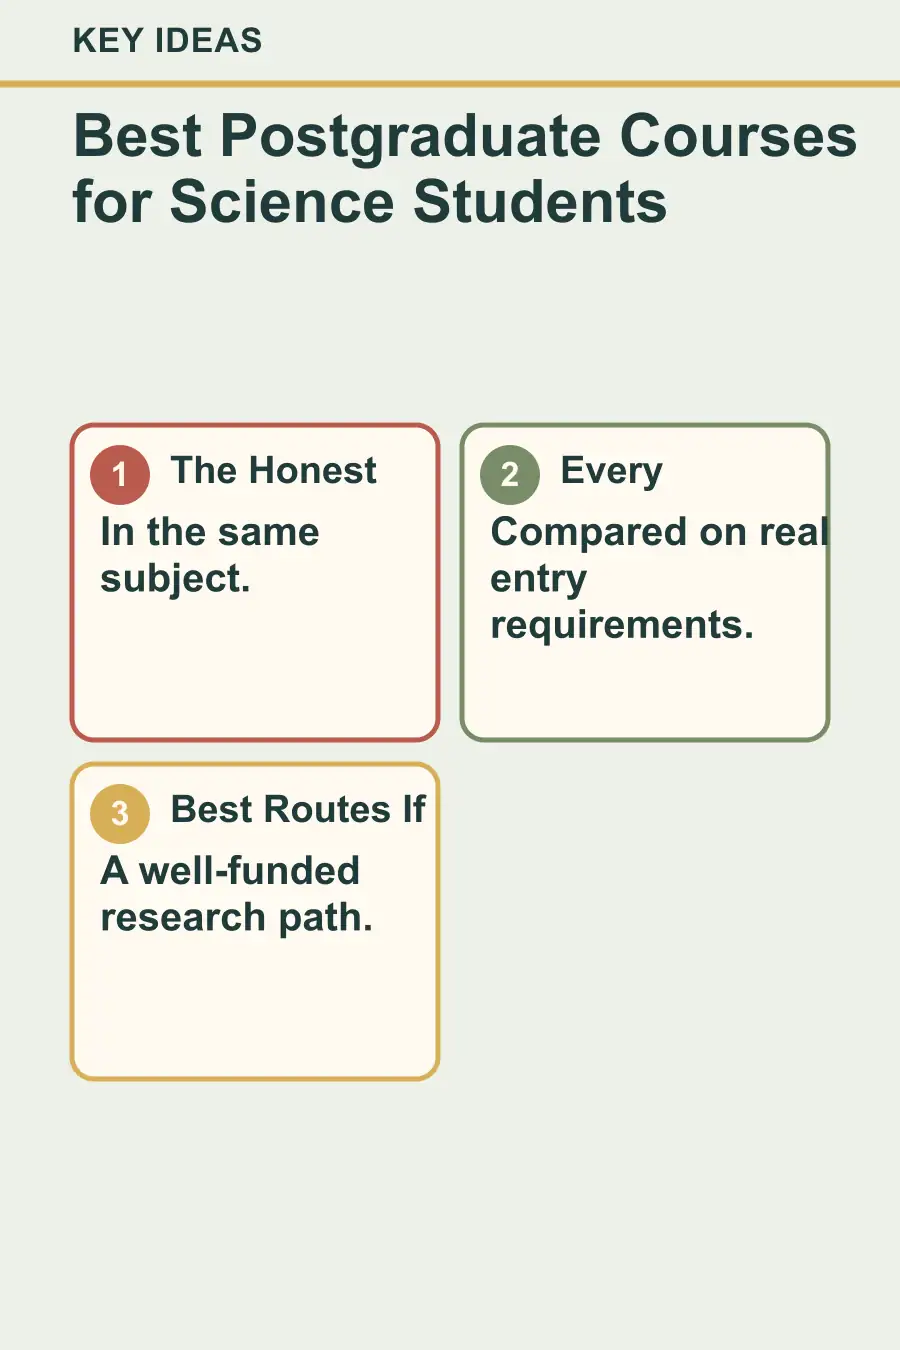 KEY IDEAS
Best Postgraduate Courses
for Science Students
1 The Honest
In the same
subject.
2 Every
Compared on real
entry
requirements.
3 Best Routes If
A well-funded
research path.